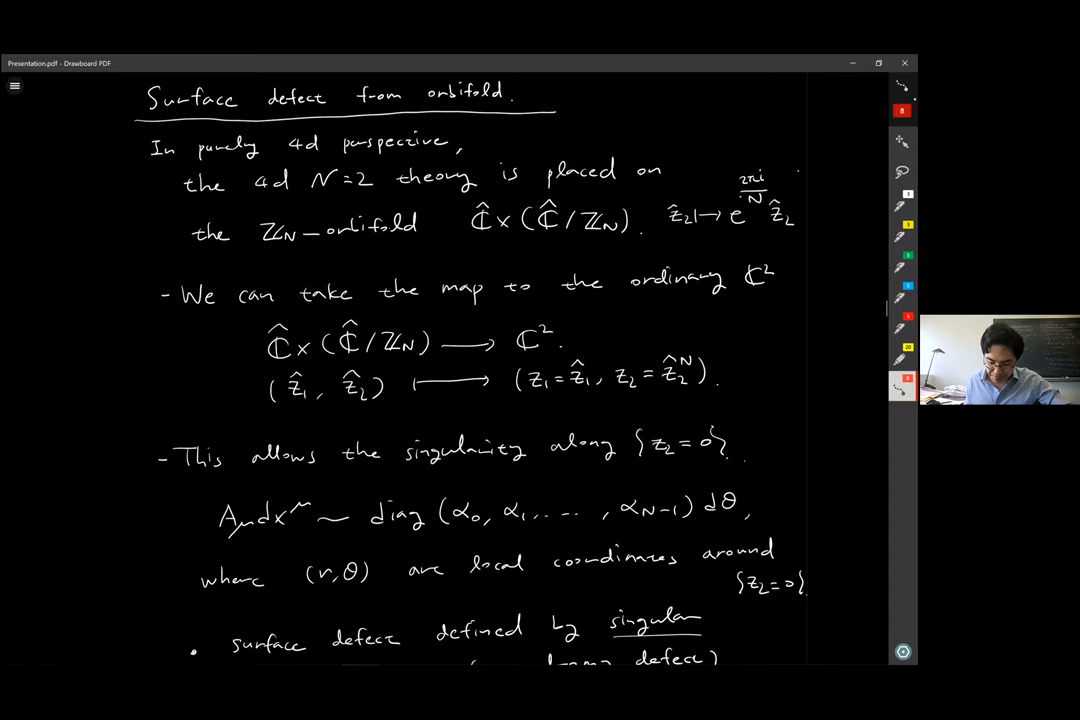 Presentation.pdf - Drawboard PDF
Surface defect from orbifold.
In purely 4d perspective,
the 4d N=2 theory is placed on
the ℤ_N-orbifold Ĉ × (Ĉ/ℤ_N). ẑ₂ ↦ e^{2πi/N} ẑ₂
- We can take the map to the ordinary ℂ²
Ĉ × (Ĉ/ℤ_N) ⟶ ℂ².
(ẑ₁, ẑ₂) ⟼ (z₁ = ẑ₁, z₂ = ẑ₂^N).
- This allows the singularity along {z₂ = 0}.
A_μ dx^μ ~ diag (α₀, α₁, ..., α_{N-1}) dθ,
where (r, θ) are local coordinates around
{z₂ = 0}.
• surface defect defined by singular
defect)
8